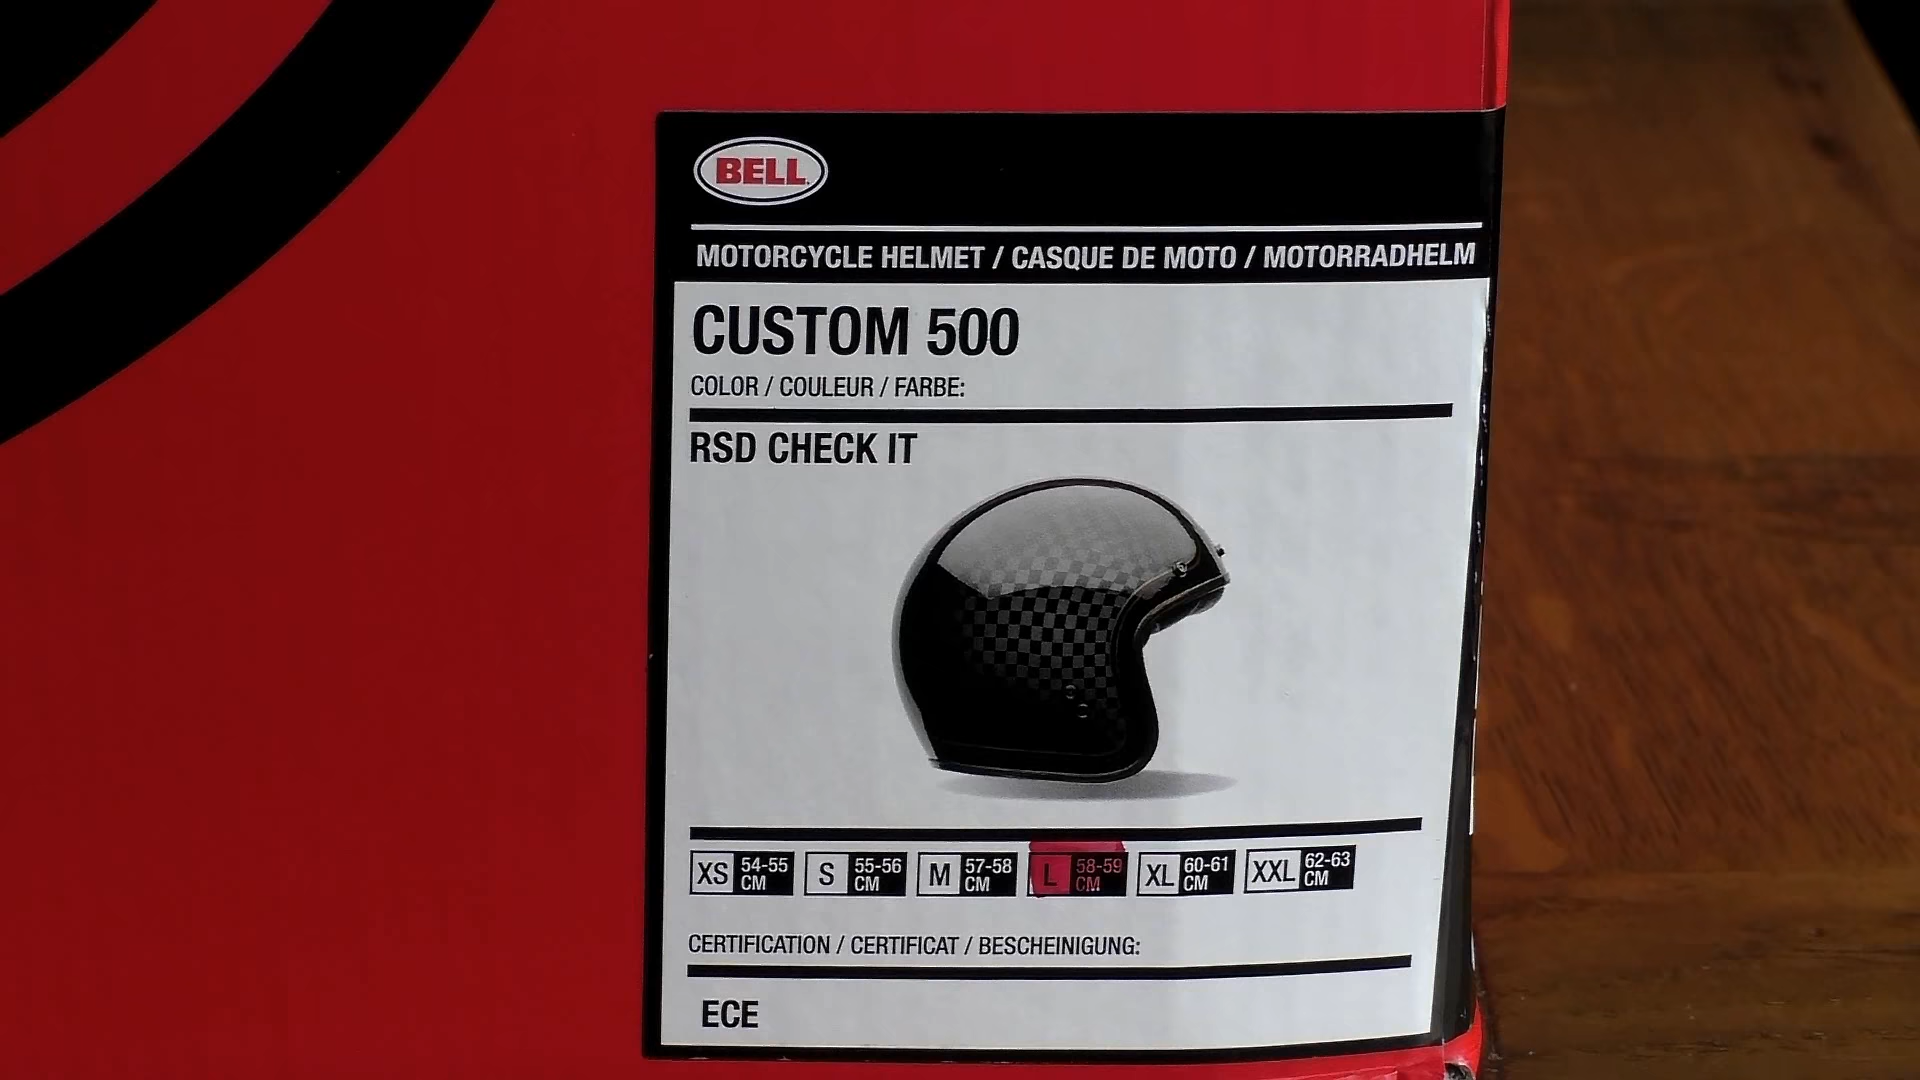 BELL
MOTORCYCLE HELMET / CASQUE DE MOTO / MOTORRADHELM
CUSTOM 500
COLOR / COULEUR / FARBE:
RSD CHECK IT
XS 54-55 CM S 55-56 CM M 57-58 CM L 58-59 CM XL 60-61 CM XXL 62-63 CM
CERTIFICATION / CERTIFICAT / BESCHEINIGUNG:
ECE